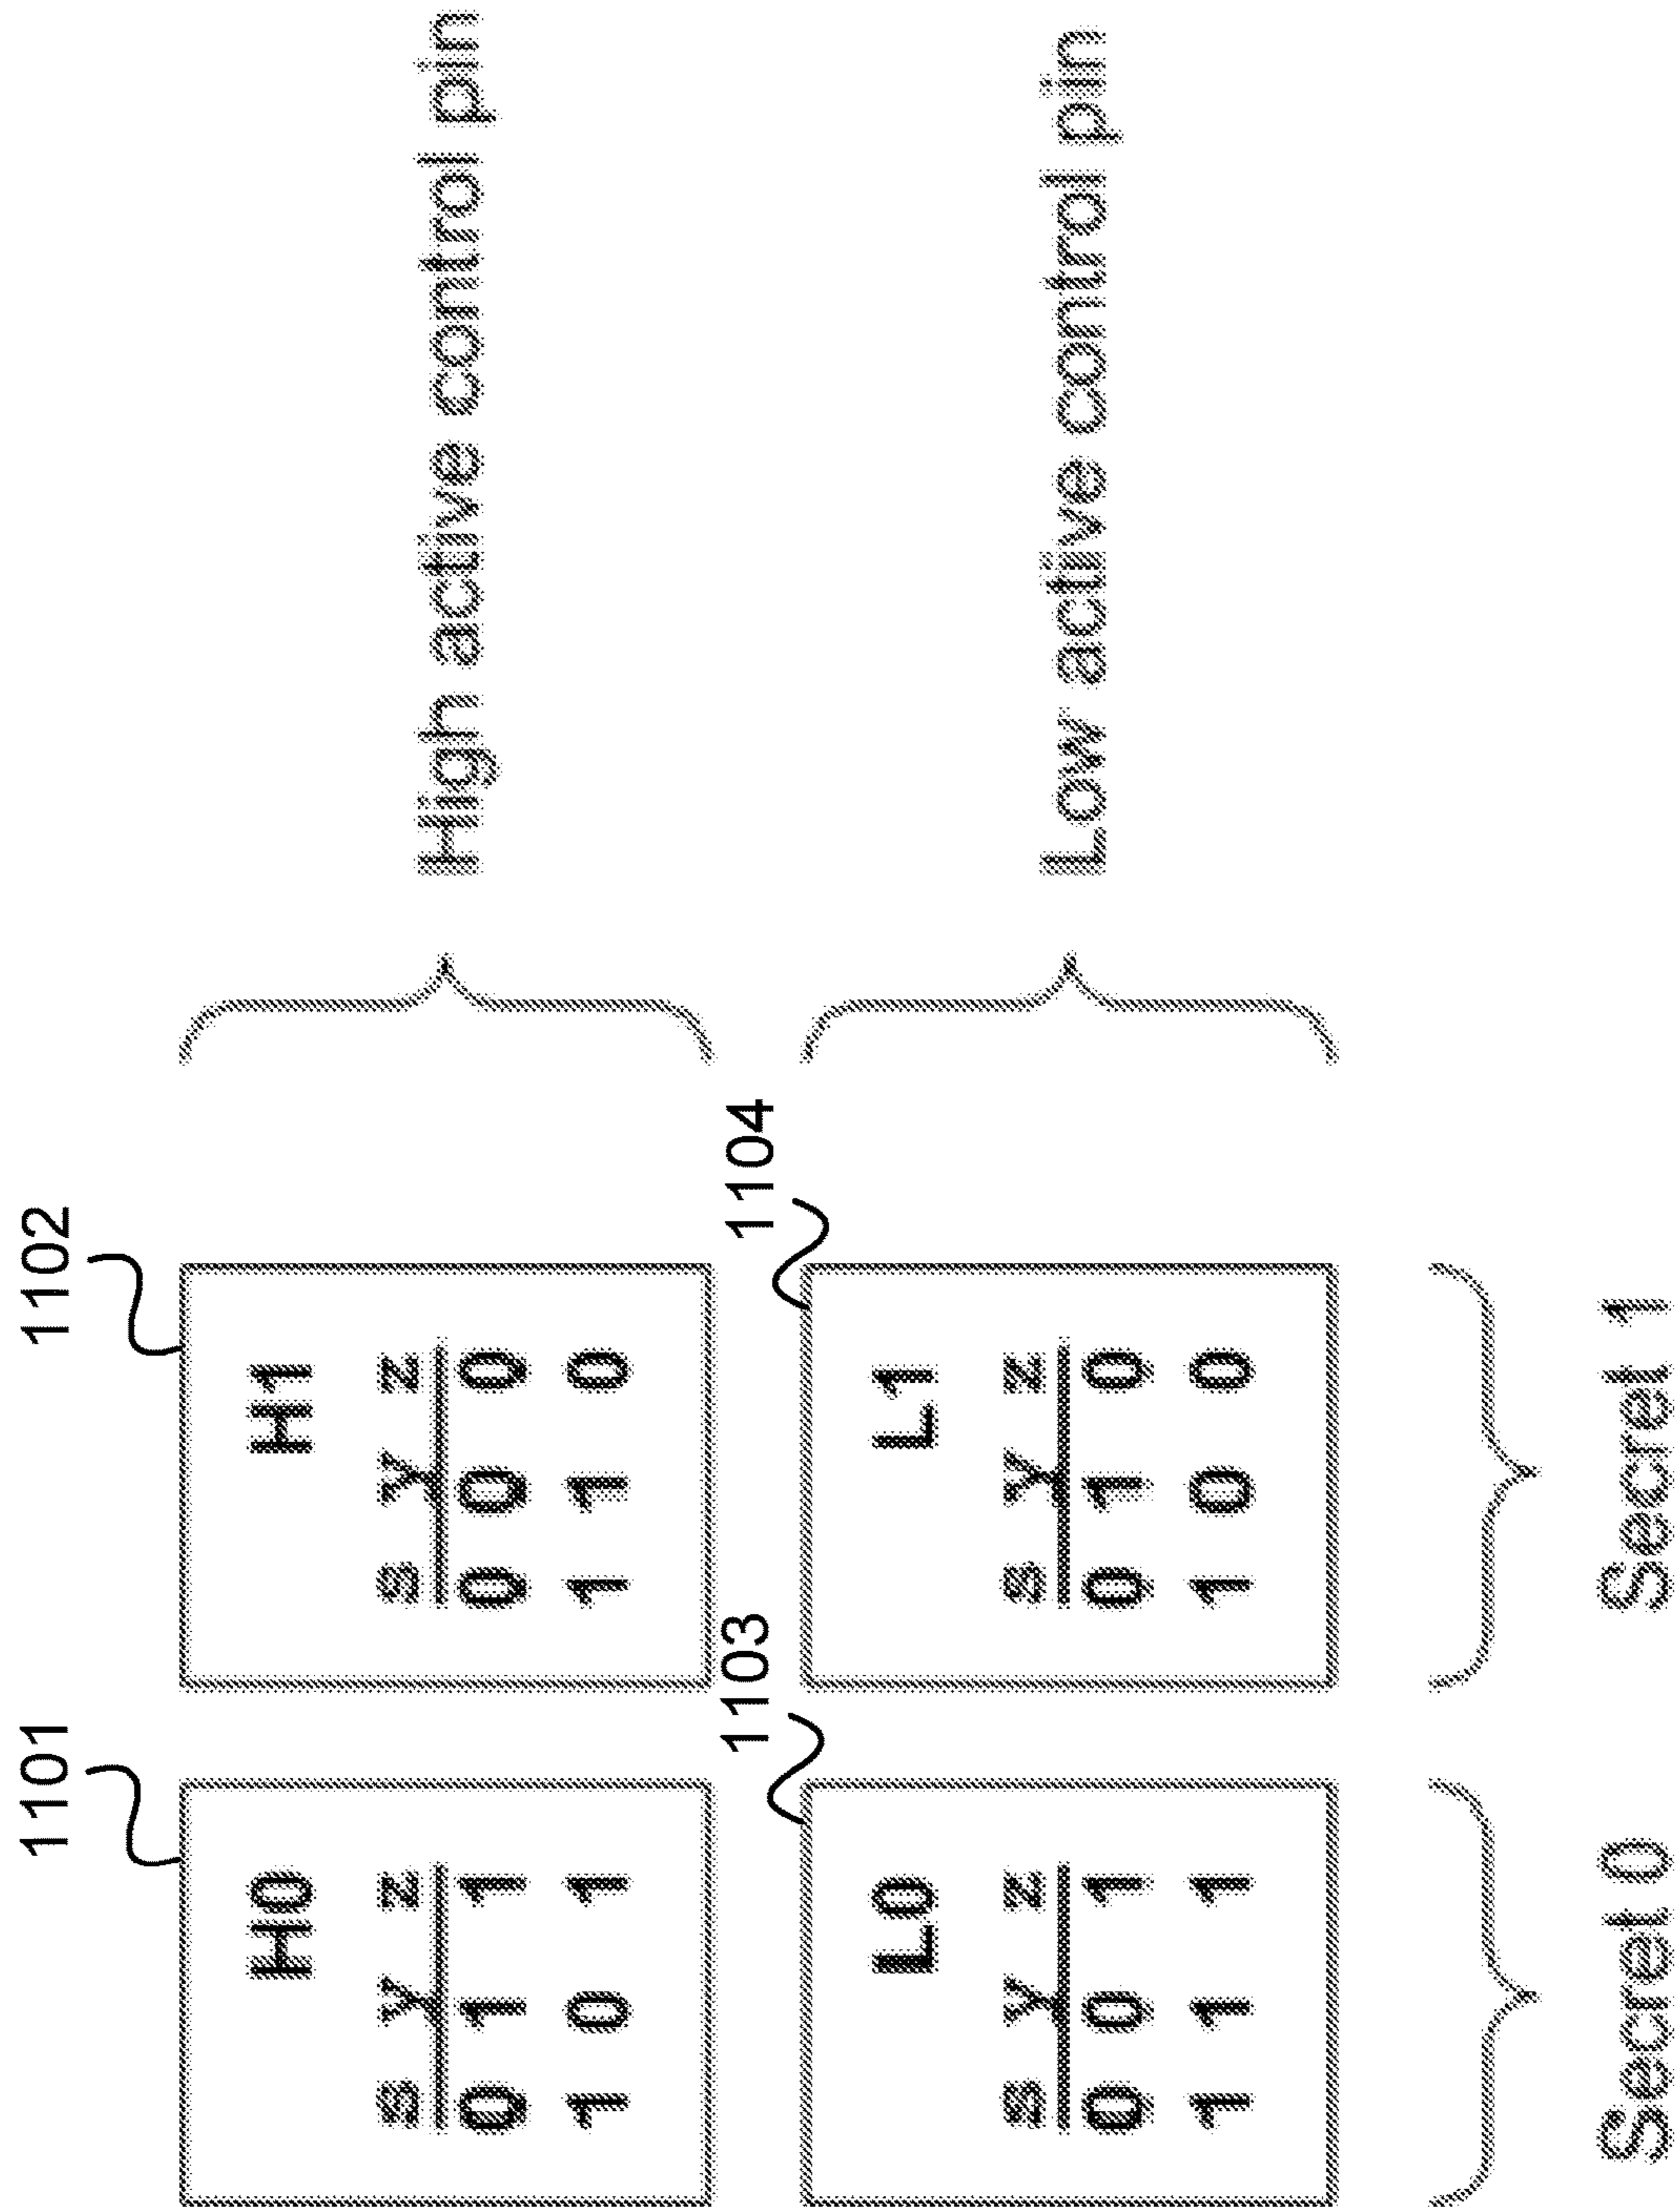 1101
H0
s y z
0 1 1
1 0 1
1102
H1
s y z
0 0 0
1 1 0
High active control pin
1103
L0
s y z
0 0 1
1 1 1
1104
L1
s y z
0 1 0
1 0 0
Low active control pin
Secret 0
Secret 1